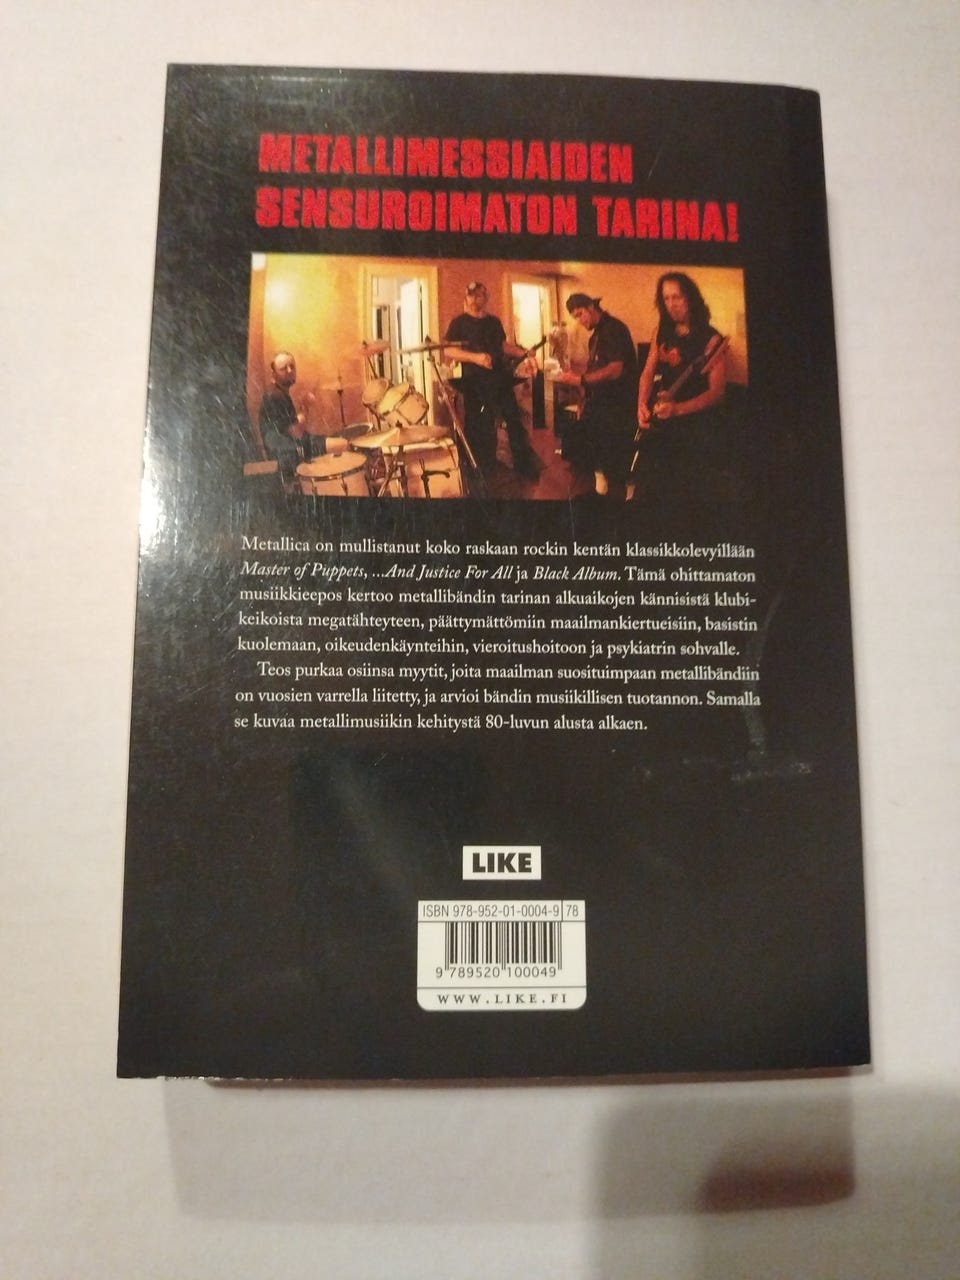 METALLIMESSIAIDEN
SENSUROIMATON TARINA!
Metallica on mullistanut koko raskaan rockin kentän klassikkolevyillään
Master of Puppets, ...And Justice For All ja Black Album. Tämä ohittamaton
musiikkieepos kertoo metallibändin tarinan alkuaikojen kännisistä klubi-
keikoista megatähteyteen, päättymättömiin maailmankiertueisiin, basistin
kuolemaan, oikeudenkäynteihin, vieroitushoitoon ja psykiatrin sohvalle.
Teos purkaa osiinsa myytit, joita maailman suosituimpaan metallibändiin
on vuosien varrella liitetty, ja arvioi bändin musiikillisen tuotannon. Samalla
se kuvaa metallimusiikin kehitystä 80-luvun alusta alkaen.
LIKE
ISBN 978-952-01-0004-9 78
9 789520 100049
WWW.LIKE.FI